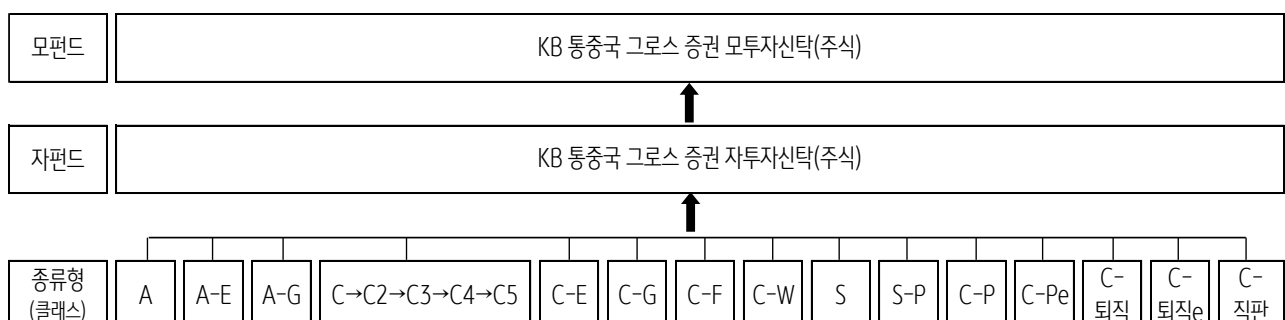 모펀드
KB 통중국 그로스 증권 모투자신탁(주식)
자펀드
KB 통중국 그로스 증권 자투자신탁(주식)
종류형
(클래스)
A
A-E
A-G
C→C2→C3→C4→C5
C-E
C-G
C-F
C-W
S
S-P
C-P
C-Pe
C-
퇴직
C-
퇴직e
C-
직판